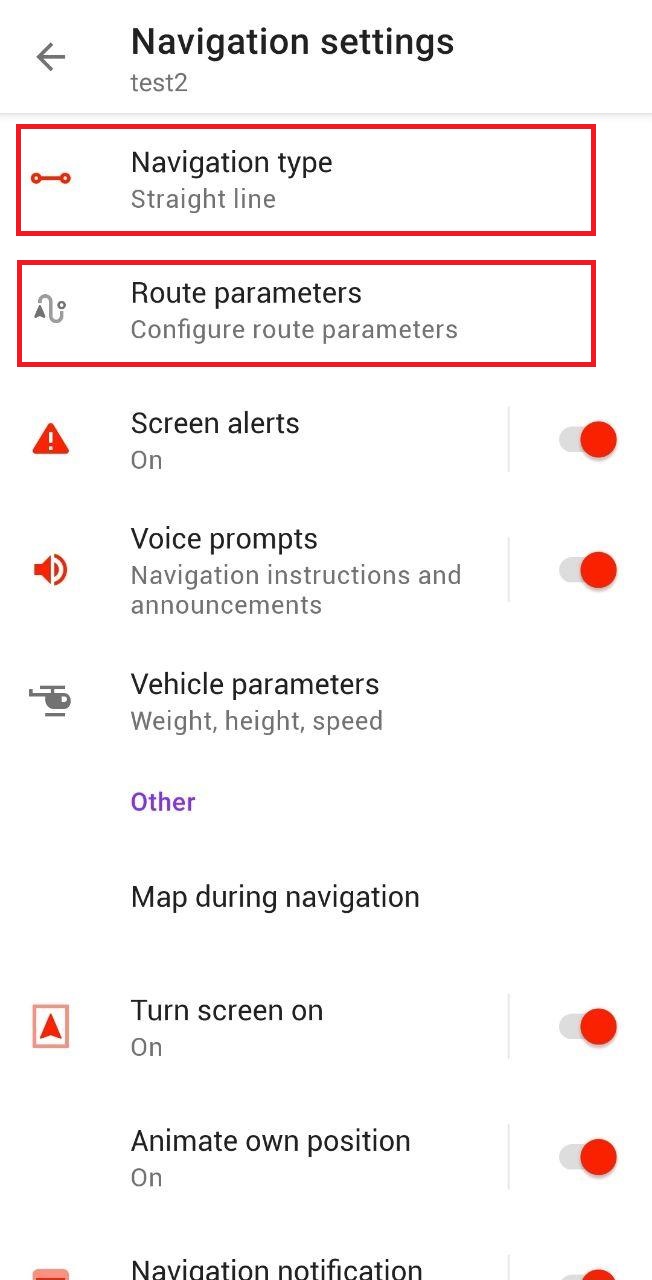 Navigation settings
test2
Navigation type
Straight line
Route parameters
Configure route parameters
Screen alerts
On
Voice prompts
Navigation instructions and
announcements
Vehicle parameters
Weight, height, speed
Other
Map during navigation
Turn screen on
On
Animate own position
On
Navigation notification